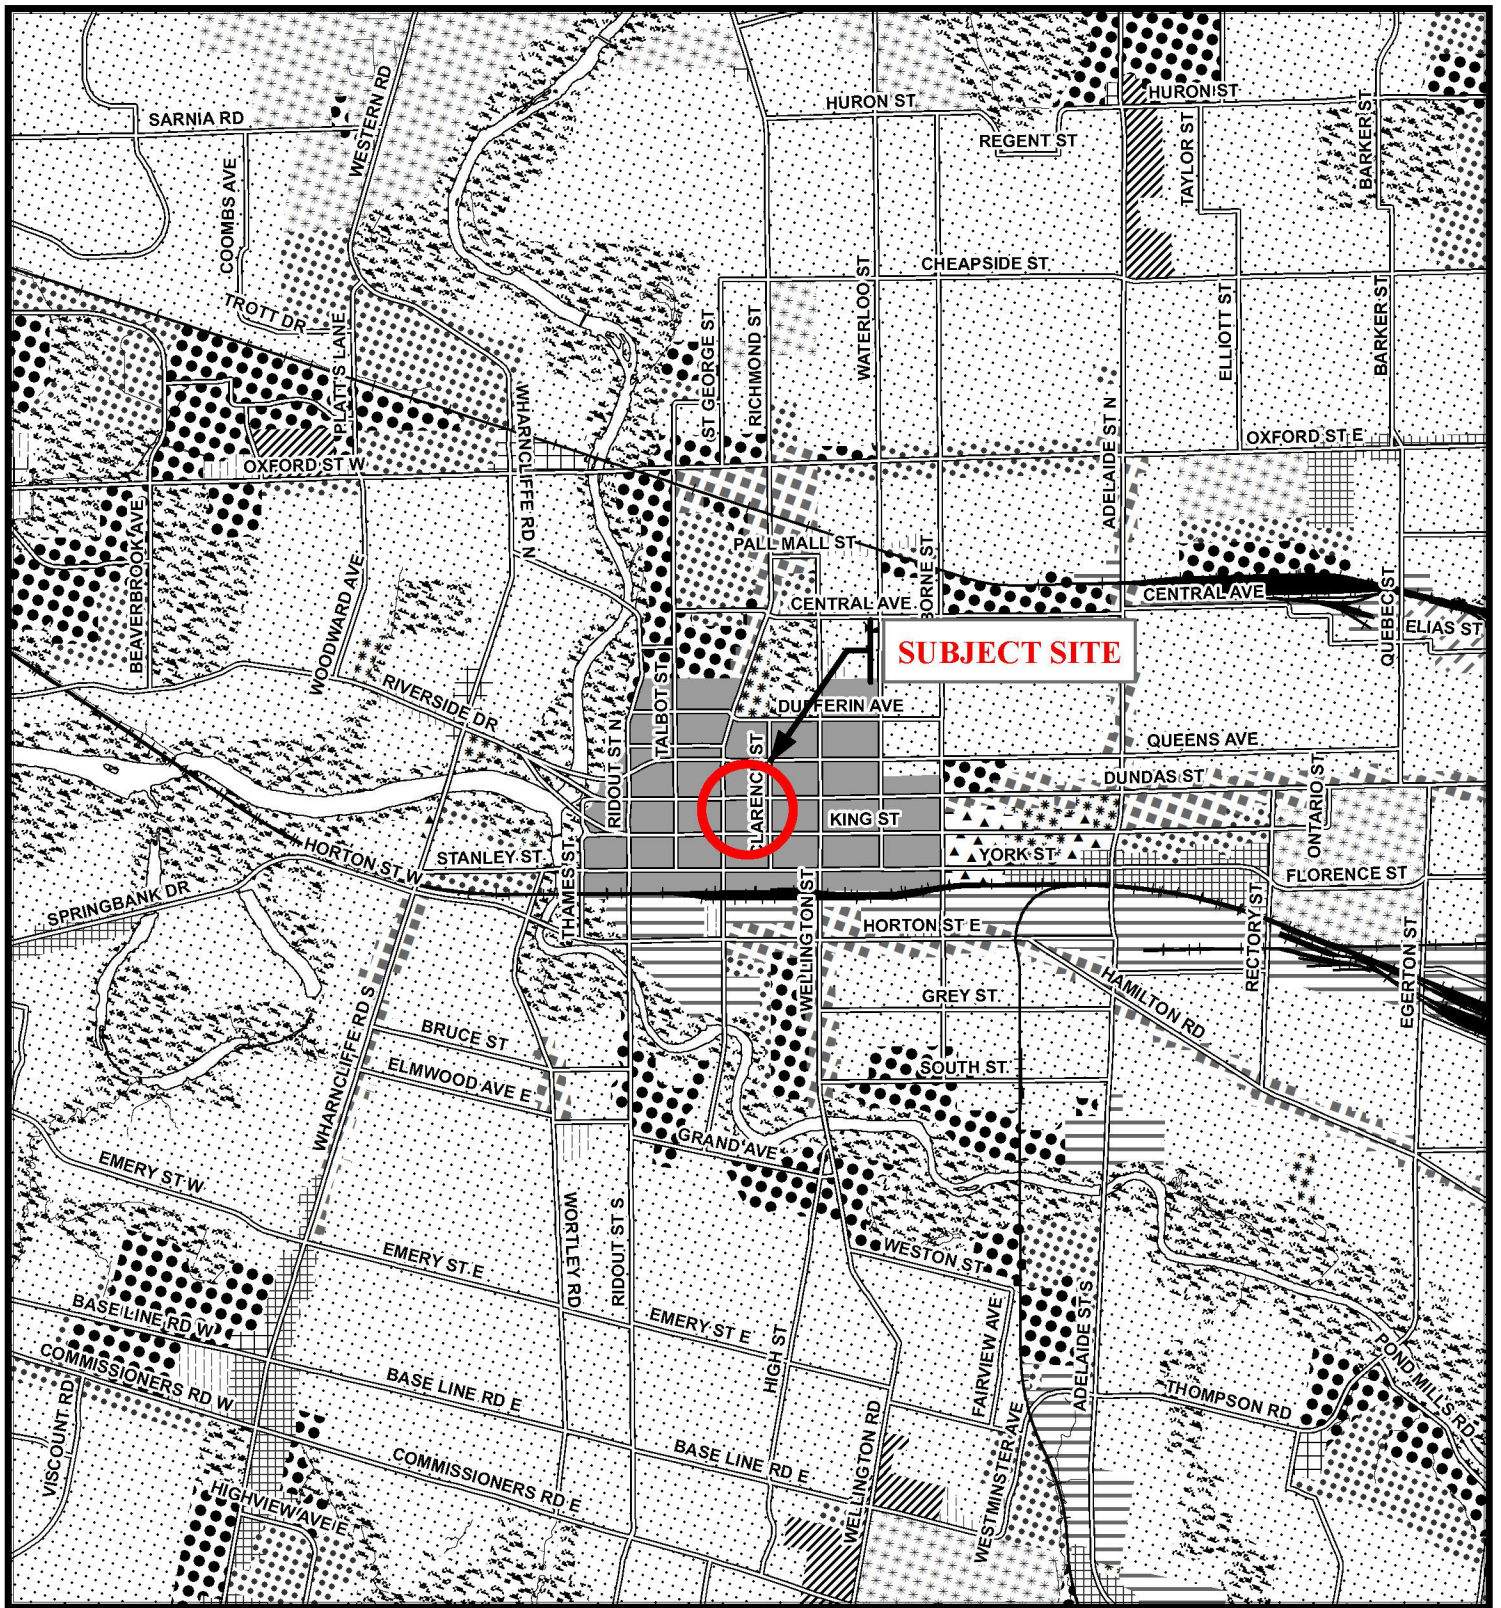 HURON ST
HURON ST
SARNIA RD
WESTERN RD
REGENT ST
TAYLOR ST
BARKER ST
COOMBS AVE
CHEAPSIDE ST
WATERLOO ST
TROTT DR
PLATT'S LANE
ST GEORGE ST
RICHMOND ST
ELLIOTT ST
BARKER ST
WHARNCLIFFE RD N
OXFORD ST W
OXFORD ST E
ADELAIDE ST N
BEAVERBROOK AVE
PALL MALL ST
BORNE ST
WOODWARD AVE
CENTRAL AVE
CENTRAL AVE
QUEBEC ST
ELIAS ST
SUBJECT SITE
RIVERSIDE DR
TALBOT ST
DUFFERIN AVE
RIDOUT ST N
CLARENCE ST
QUEENS AVE
DUNDAS ST
KING ST
ONTARIO ST
STANLEY ST
YORK ST
HORTON ST W
FLORENCE ST
SPRINGBANK DR
THAMES ST
WELLINGTON ST
HORTON ST E
RECTORY ST
EGERTON ST
HAMILTON RD
GREY ST
WHARNCLIFFE RD S
BRUCE ST
ELMWOOD AVE E
SOUTH ST
GRAND AVE
EMERY ST W
WORTLEY RD
RIDOUT ST S
EMERY ST E
WESTON ST
BASE LINE RD W
EMERY ST E
HIGH ST
FAIRVIEW AVE
ADELAIDE ST S
POND MILLS RD
COMMISSIONERS RD W
BASE LINE RD E
THOMPSON RD
VISCOUNT RD
COMMISSIONERS RD E
BASE LINE RD E
WELLINGTON RD
WESTMINSTER AVE
HIGHVIEW AVE E